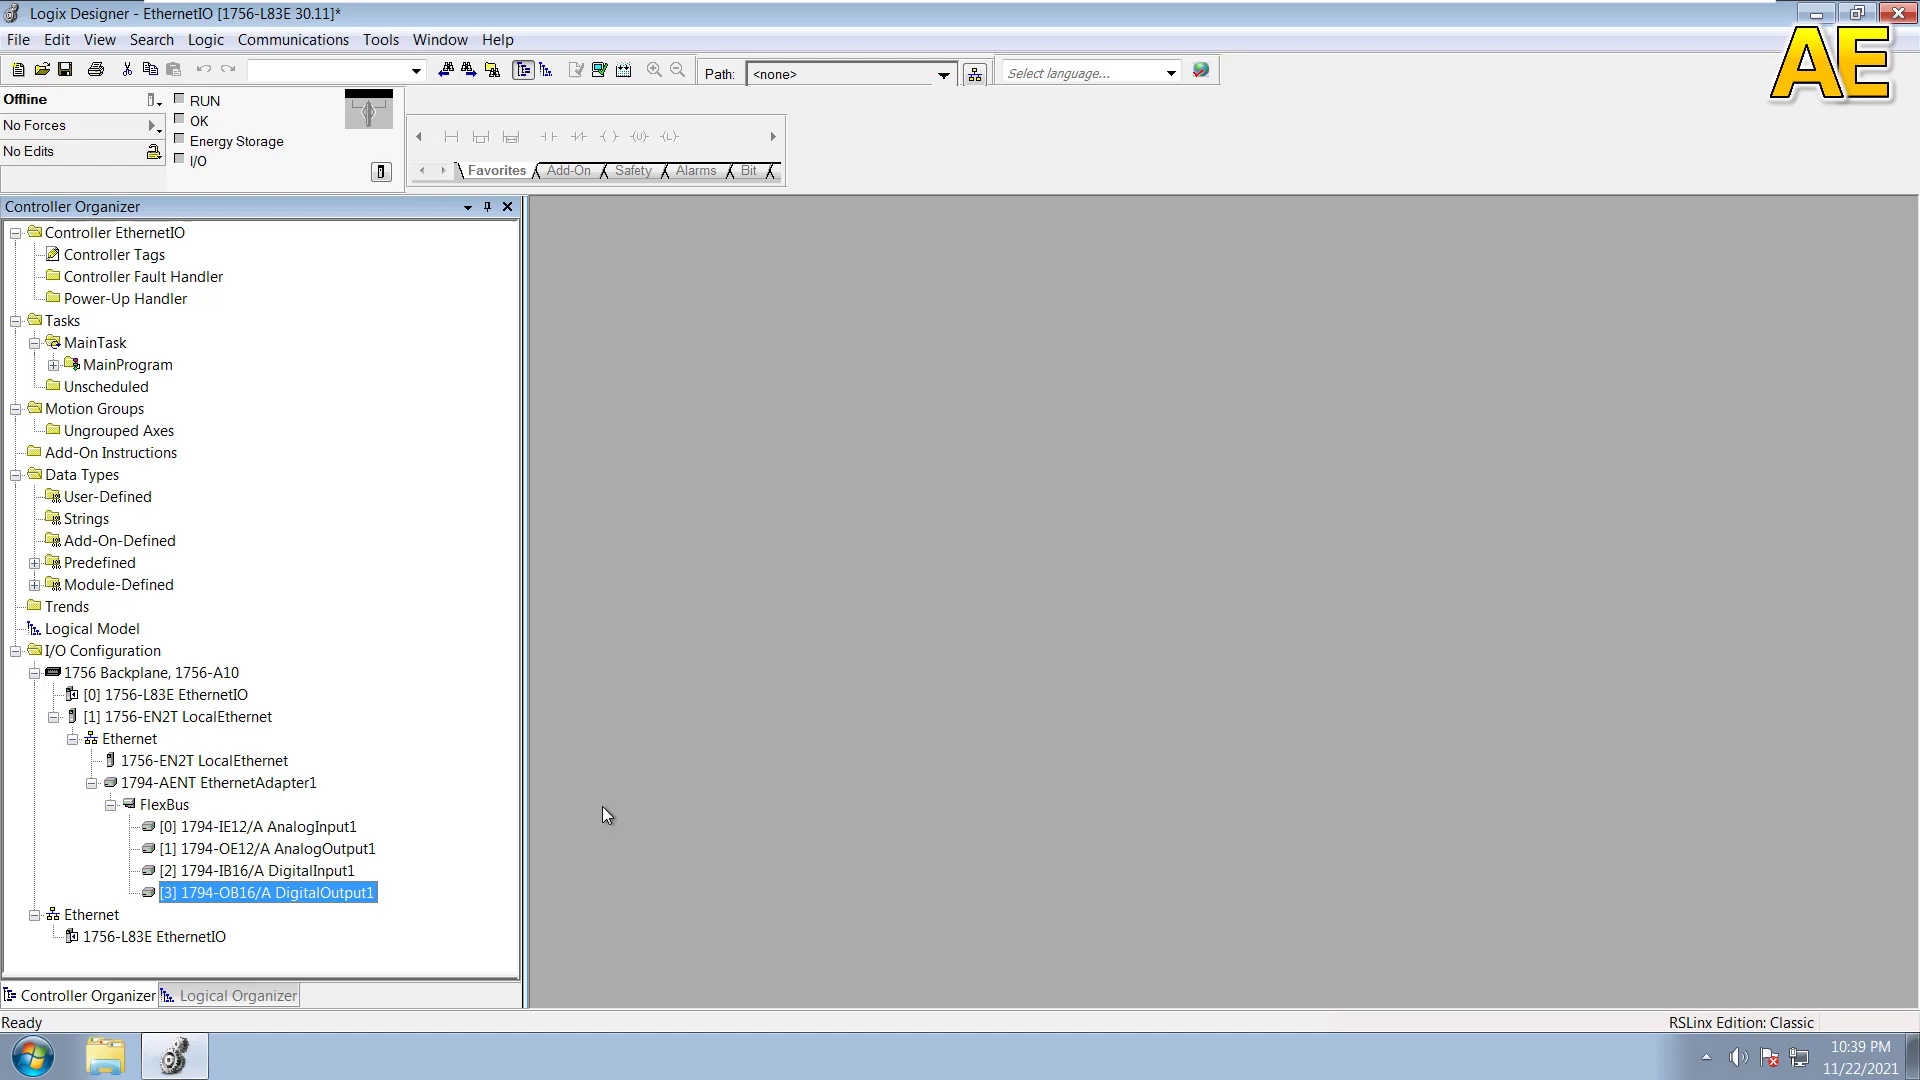 Logix Designer - EthernetIO [1756-L83E 30.11]*
File Edit View Search Logic Communications Tools Window Help
AE
Path: <none>
Select language...
Offline
RUN
No Forces
OK
Energy Storage
No Edits
I/O
Favorites Add-On Safety Alarms Bit
Controller Organizer
Controller EthernetIO
Controller Tags
Controller Fault Handler
Power-Up Handler
Tasks
MainTask
MainProgram
Unscheduled
Motion Groups
Ungrouped Axes
Add-On Instructions
Data Types
User-Defined
Strings
Add-On-Defined
Predefined
Module-Defined
Trends
Logical Model
I/O Configuration
1756 Backplane, 1756-A10
[0] 1756-L83E EthernetIO
[1] 1756-EN2T LocalEthernet
Ethernet
1756-EN2T LocalEthernet
1794-AENT EthernetAdapter1
FlexBus
[0] 1794-IE12/A AnalogInput1
[1] 1794-OE12/A AnalogOutput1
[2] 1794-IB16/A DigitalInput1
[3] 1794-OB16/A DigitalOutput1
Ethernet
1756-L83E EthernetIO
Controller Organizer Logical Organizer
Ready
RSLinx Edition: Classic
10:39 PM
11/22/2021